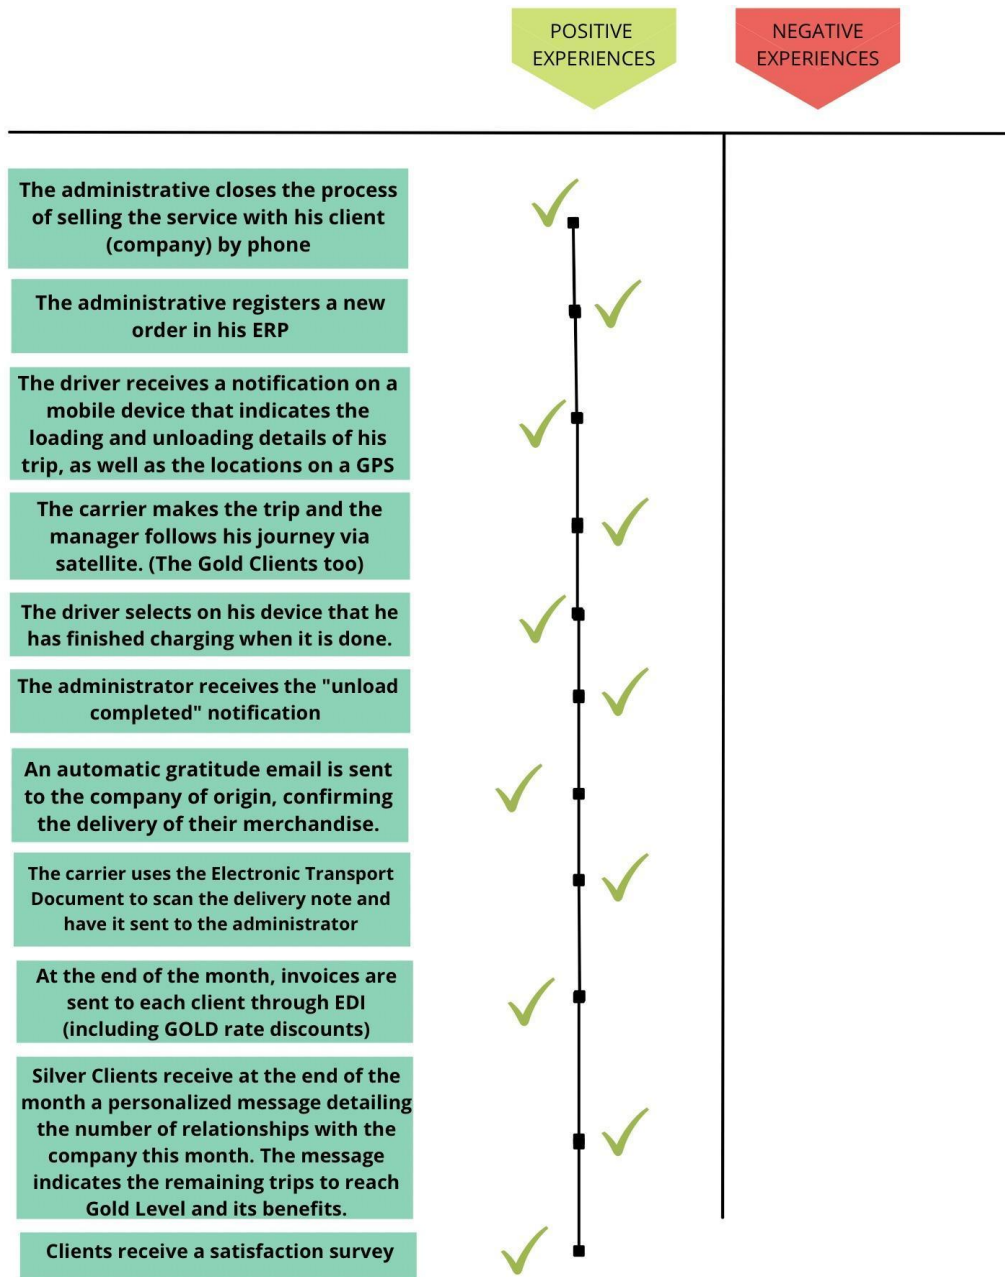 POSITIVE
EXPERIENCES
NEGATIVE
EXPERIENCES
The administrative closes the process
of selling the service with his client
(company) by phone
The administrative registers a new
order in his ERP
The driver receives a notification on a
mobile device that indicates the
loading and unloading details of his
trip, as well as the locations on a GPS
The carrier makes the trip and the
manager follows his journey via
satellite. (The Gold Clients too)
The driver selects on his device that he
has finished charging when it is done.
The administrator receives the "unload
completed" notification
An automatic gratitude email is sent
to the company of origin, confirming
the delivery of their merchandise.
The carrier uses the Electronic Transport
Document to scan the delivery note and
have it sent to the administrator
At the end of the month, invoices are
sent to each client through EDI
(including GOLD rate discounts)
Silver Clients receive at the end of the
month a personalized message detailing
the number of relationships with the
company this month. The message
indicates the remaining trips to reach
Gold Level and its benefits.
Clients receive a satisfaction survey